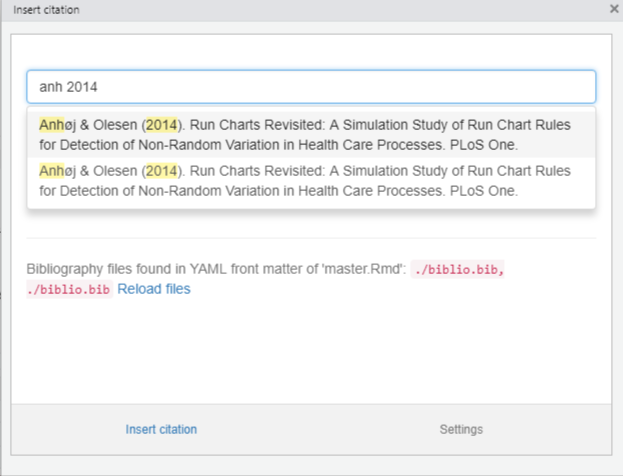 Insert citation
anh 2014
Anhøj & Olesen (2014). Run Charts Revisited: A Simulation Study of Run Chart Rules
for Detection of Non-Random Variation in Health Care Processes. PLoS One.
Anhøj & Olesen (2014). Run Charts Revisited: A Simulation Study of Run Chart Rules
for Detection of Non-Random Variation in Health Care Processes. PLoS One.
Bibliography files found in YAML front matter of 'master.Rmd': ./biblio.bib,
./biblio.bib Reload files
Insert citation Settings